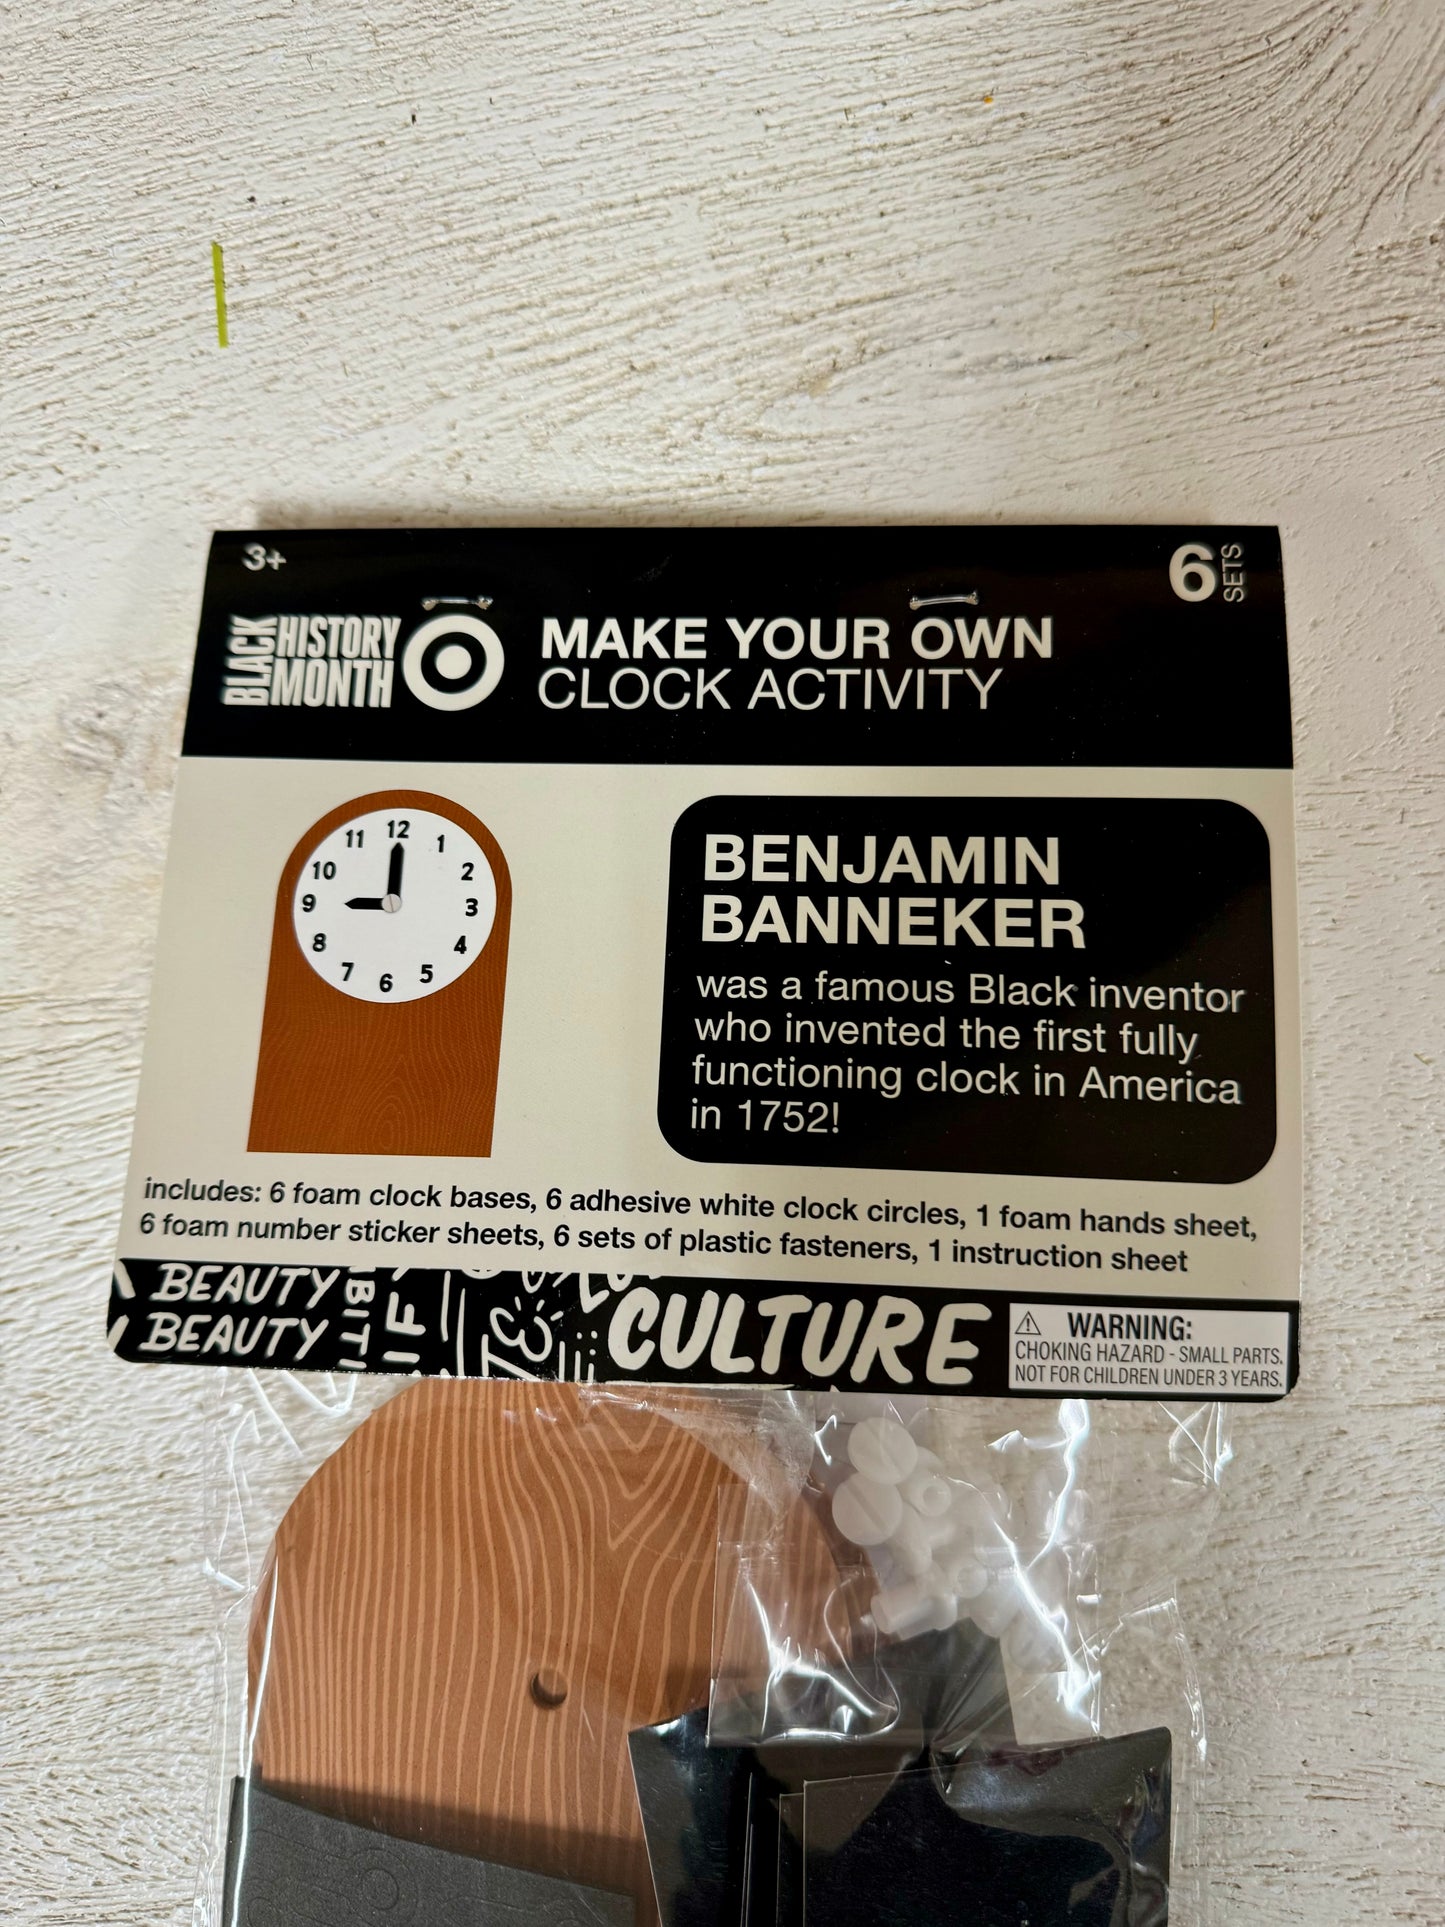 3+
6 SETS
BLACK HISTORY MONTH
MAKE YOUR OWN
CLOCK ACTIVITY
12
11
1
10
2
9
3
8
4
7
5
6
BENJAMIN
BANNEKER
was a famous Black inventor
who invented the first fully
functioning clock in America
in 1752!
includes: 6 foam clock bases, 6 adhesive white clock circles, 1 foam hands sheet,
6 foam number sticker sheets, 6 sets of plastic fasteners, 1 instruction sheet
BEAUTY
BEAUTY
CULTURE
WARNING:
CHOKING HAZARD - SMALL PARTS.
NOT FOR CHILDREN UNDER 3 YEARS.